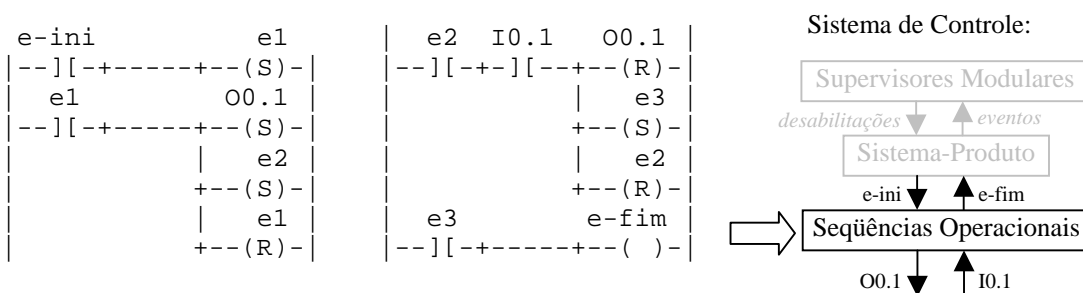 e-ini e1
|--][-+-----+--(S)-|
| e1 O0.1 |
|--][-+-----+--(S)-|
| | e2 |
| +--(S)-|
| | e1 |
| +--(R)-|
| e2 I0.1 O0.1 |
|--][-+-][--+--(R)-|
| | e3 |
| +--(S)-|
| | e2 |
| +--(R)-|
| e3 e-fim |
|--][-+-----+--( )-|
Sistema de Controle:
Supervisores Modulares
desabilitações eventos
Sistema-Produto
e-ini e-fim
Seqüências Operacionais
O0.1 I0.1